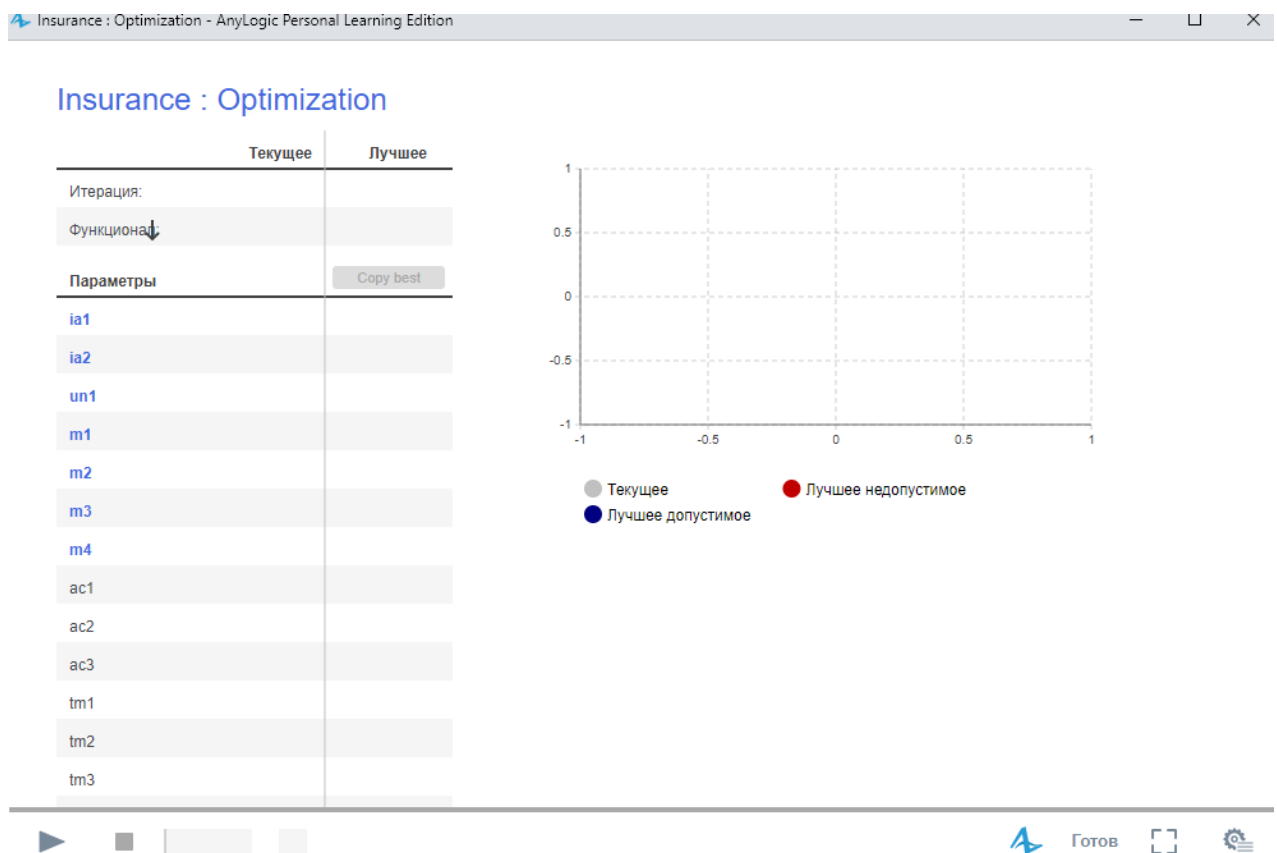 Insurance : Optimization - AnyLogic Personal Learning Edition
Insurance : Optimization
Текущее Лучшее
Итерация:
Функционал:
Параметры Copy best
ia1
ia2
un1
m1
m2
m3
m4
ac1
ac2
ac3
tm1
tm2
tm3
1
0.5
0
-0.5
-1
-1 -0.5 0 0.5 1
Текущее Лучшее недопустимое
Лучшее допустимое
Готов